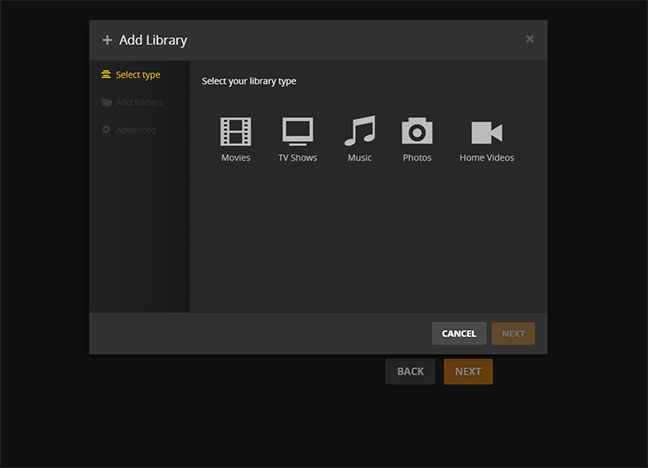 Add Library
Select type
Add folders
Advanced
Select your library type
Movies TV Shows Music Photos Home Videos
CANCEL NEXT
BACK NEXT